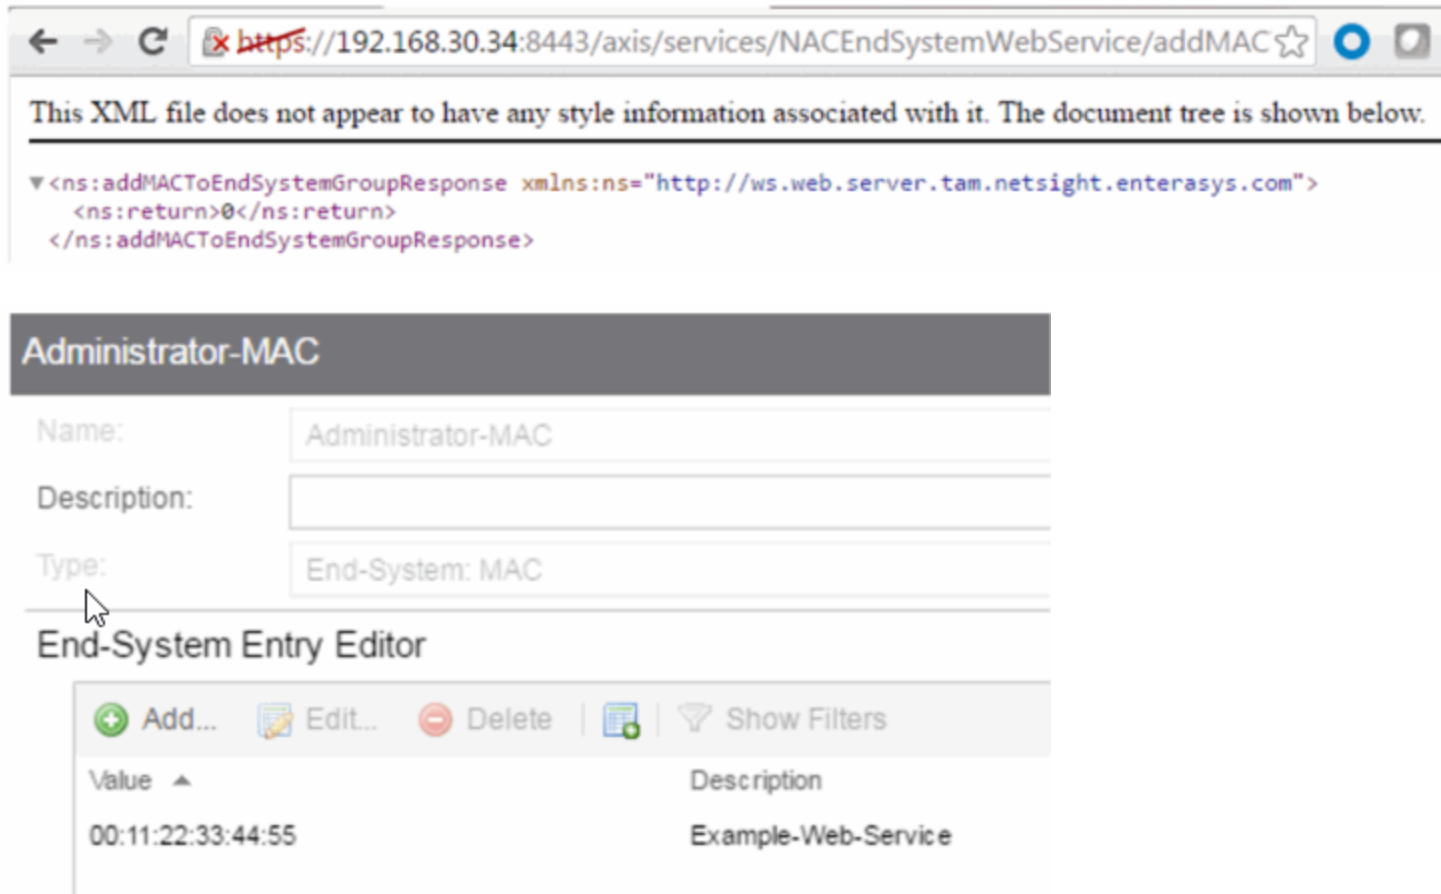 https://192.168.30.34:8443/axis/services/NACEndSystemWebService/addMAC
This XML file does not appear to have any style information associated with it. The document tree is shown below.
▼<ns:addMACToEndSystemGroupResponse xmlns:ns="http://ws.web.server.tam.netsight.enterasys.com">
<ns:return>0</ns:return>
</ns:addMACToEndSystemGroupResponse>
Administrator-MAC
Name: Administrator-MAC
Description:
Type: End-System: MAC
End-System Entry Editor
Add... Edit... Delete Show Filters
Value Description
00:11:22:33:44:55 Example-Web-Service